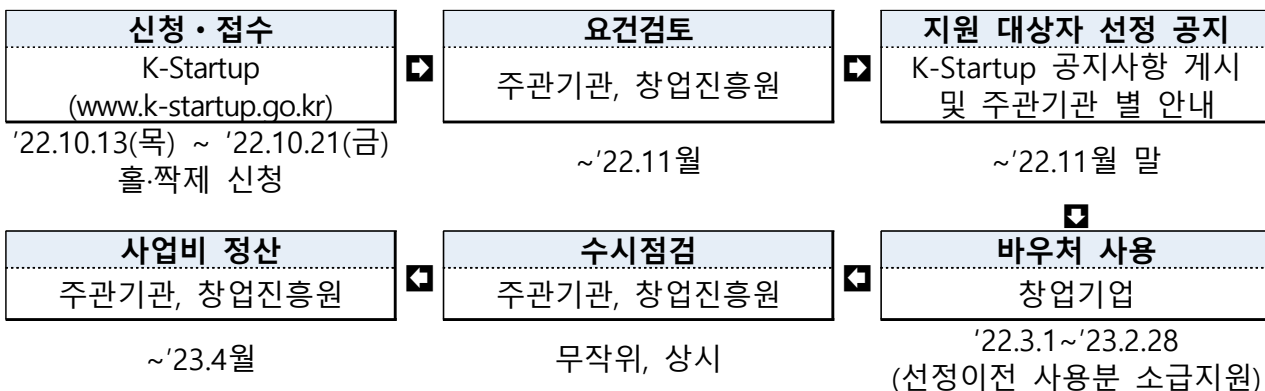 신청・접수
K-Startup
(www.k-startup.go.kr)
'22.10.13(목) ~ '22.10.21(금)
홀·짝제 신청
요건검토
주관기관, 창업진흥원
~'22.11월
지원 대상자 선정 공지
K-Startup 공지사항 게시
및 주관기관 별 안내
~'22.11월 말
바우처 사용
창업기업
'22.3.1~'23.2.28
(선정이전 사용분 소급지원)
수시점검
주관기관, 창업진흥원
무작위, 상시
사업비 정산
주관기관, 창업진흥원
~'23.4월